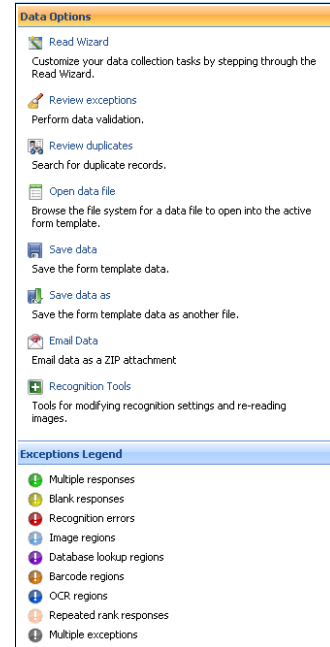 Data Options
Read Wizard
Customize your data collection tasks by stepping through the
Read Wizard.
Review exceptions
Perform data validation.
Review duplicates
Search for duplicate records.
Open data file
Browse the file system for a data file to open into the active
form template.
Save data
Save the form template data.
Save data as
Save the form template data as another file.
Email Data
Email data as a ZIP attachment
Recognition Tools
Tools for modifying recognition settings and re-reading
images.
Exceptions Legend
Multiple responses
Blank responses
Recognition errors
Image regions
Database lookup regions
Barcode regions
OCR regions
Repeated rank responses
Multiple exceptions